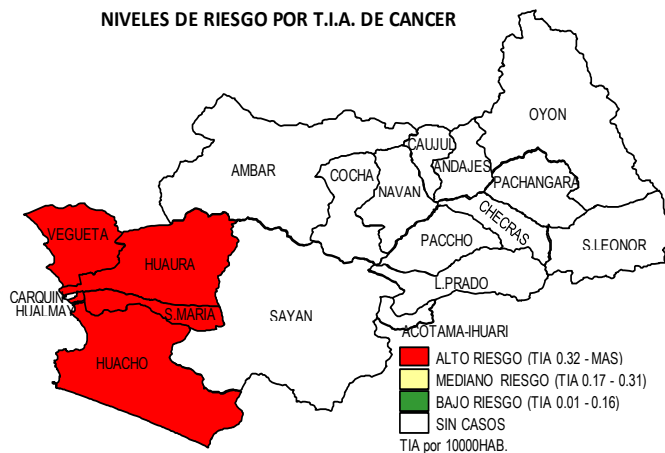 NIVELES DE RIESGO POR T.I.A. DE CANCER
OYON
CAUJUL
ANDAJES
AMBAR
COCHA
NAVAN
PACHANGARA
CHECRAS
VEGUETA
HUAURA
PACCHO
S.LEONOR
L.PRADO
CARQUIN
HUALMAY
S.MARIA
SAYAN
ACOTAMA-IHUARI
HUACHO
ALTO RIESGO (TIA 0.32 - MAS)
MEDIANO RIESGO (TIA 0.17 - 0.31)
BAJO RIESGO (TIA 0.01 - 0.16)
SIN CASOS
TIA por 10000HAB.